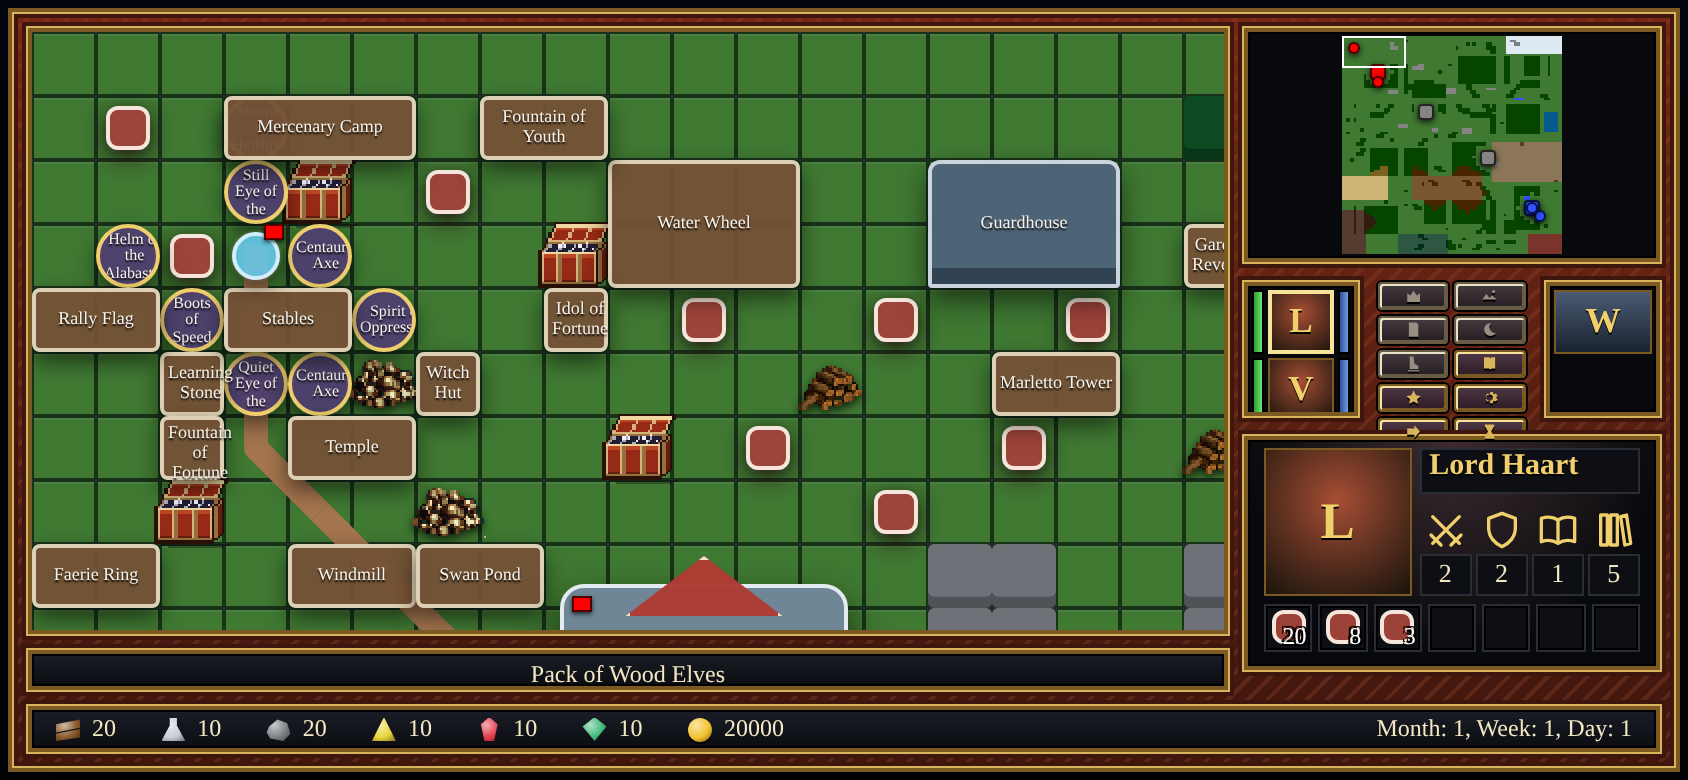 Mercenary Camp
Fountain of
Youth
Still
Eye of
the
Water Wheel
Guardhouse
Helm
the
Alabast
Centaur
Axe
Rally Flag
Boots
of
Speed
Stables
Spirit
Oppress
Idol of
Fortune
Learning
Stone
Quiet
Eye of
the
Centaur
Axe
Witch
Hut
Marletto Tower
Fountain
of
Fortune
Temple
Faerie Ring
Windmill
Swan Pond
Pack of Wood Elves
20
10
20
10
10
10
20000
Month: 1, Week: 1, Day: 1
L
V
W
Lord Haart
L
2
2
1
5
20
8
3